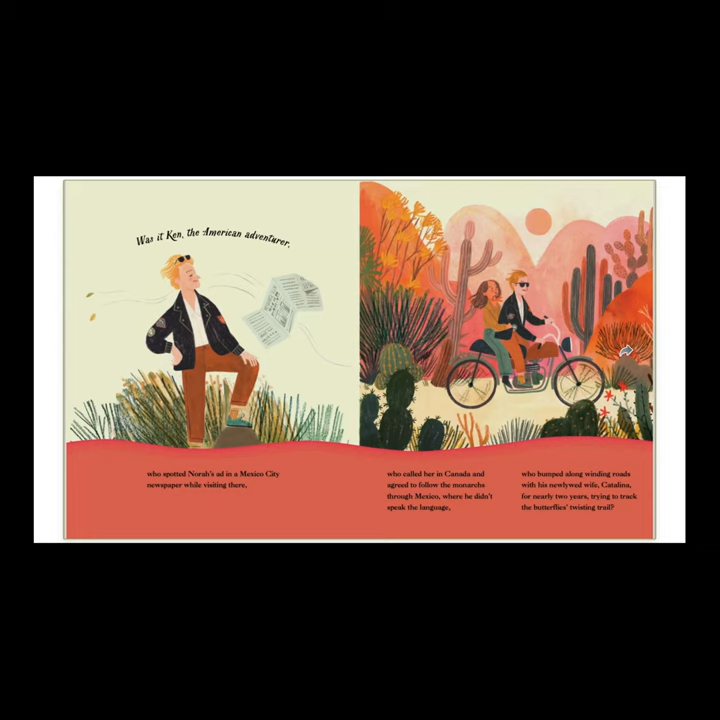 Was it Ken, the American adventurer,
who spotted Norah's ad in a Mexico City
newspaper while visiting there,
who called her in Canada and
agreed to follow the monarchs
through Mexico, where he didn't
speak the language,
who bumped along winding roads
with his newlywed wife, Catalina,
for nearly two years, trying to track
the butterflies' twisting trail?